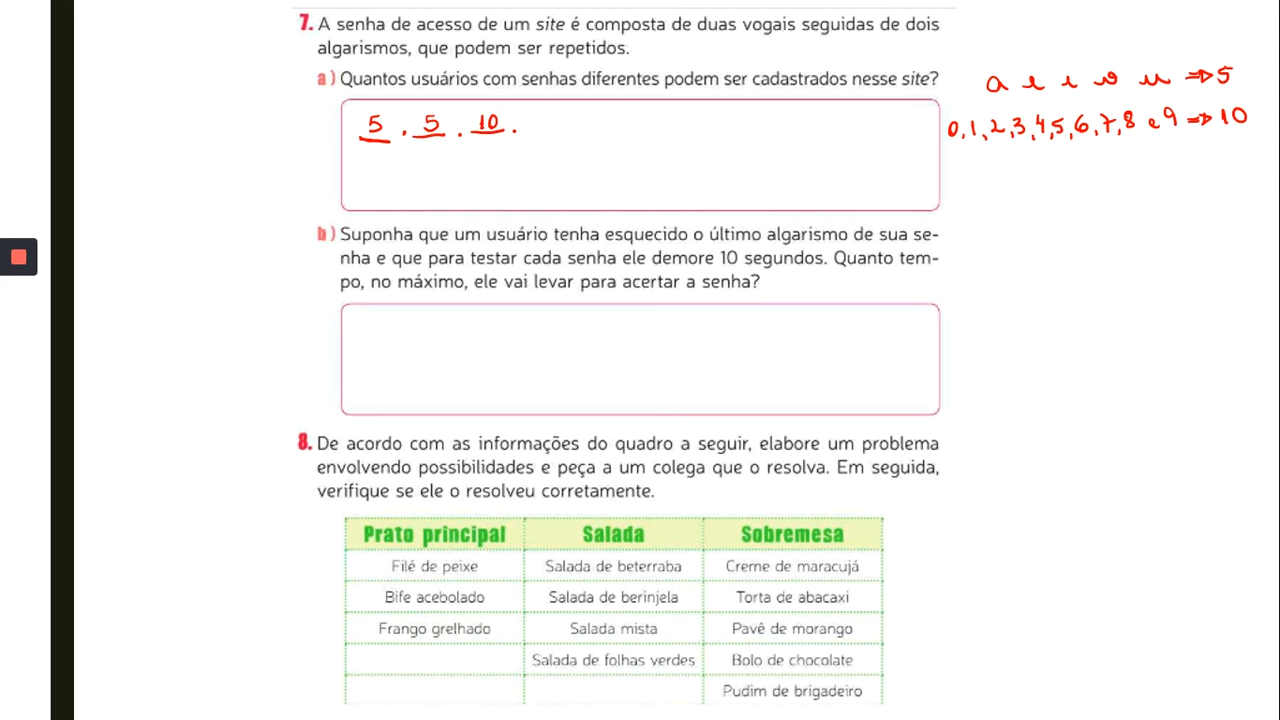 7. A senha de acesso de um site é composta de duas vogais seguidas de dois
algarismos, que podem ser repetidos.
a) Quantos usuários com senhas diferentes podem ser cadastrados nesse site?
a e i o u => 5
5 . 5 . 10 .
0,1,2,3,4,5,6,7,8 e 9 => 10
b) Suponha que um usuário tenha esquecido o último algarismo de sua se-
nha e que para testar cada senha ele demore 10 segundos. Quanto tem-
po, no máximo, ele vai levar para acertar a senha?
8. De acordo com as informações do quadro a seguir, elabore um problema
envolvendo possibilidades e peça a um colega que o resolva. Em seguida,
verifique se ele o resolveu corretamente.
Prato principal Salada Sobremesa
Filé de peixe Salada de beterraba Creme de maracujá
Bife acebolado Salada de berinjela Torta de abacaxi
Frango grelhado Salada mista Pavê de morango
Salada de folhas verdes Bolo de chocolate
Pudim de brigadeiro